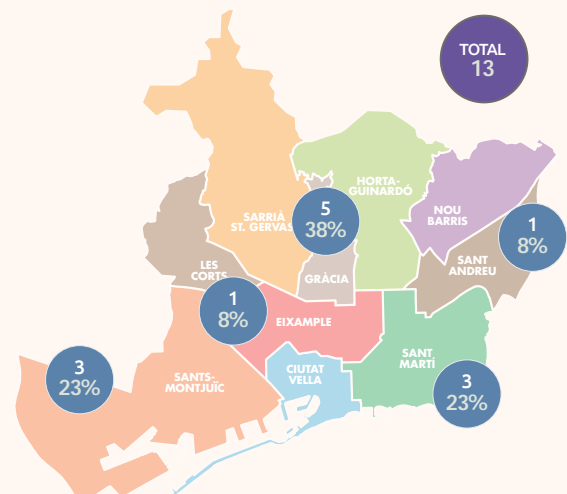 TOTAL
13
HORTA-
GUINARDÓ
NOU
BARRIS
SARRIÀ
ST. GERVAS
5
38%
1
8%
SANT
ANDREU
LES
CORTS
GRÀCIA
1
8%
EIXAMPLE
SANT
MARTÍ
CIUTAT
VELLA
3
23%
SANTS-
MONTJUÏC
3
23%